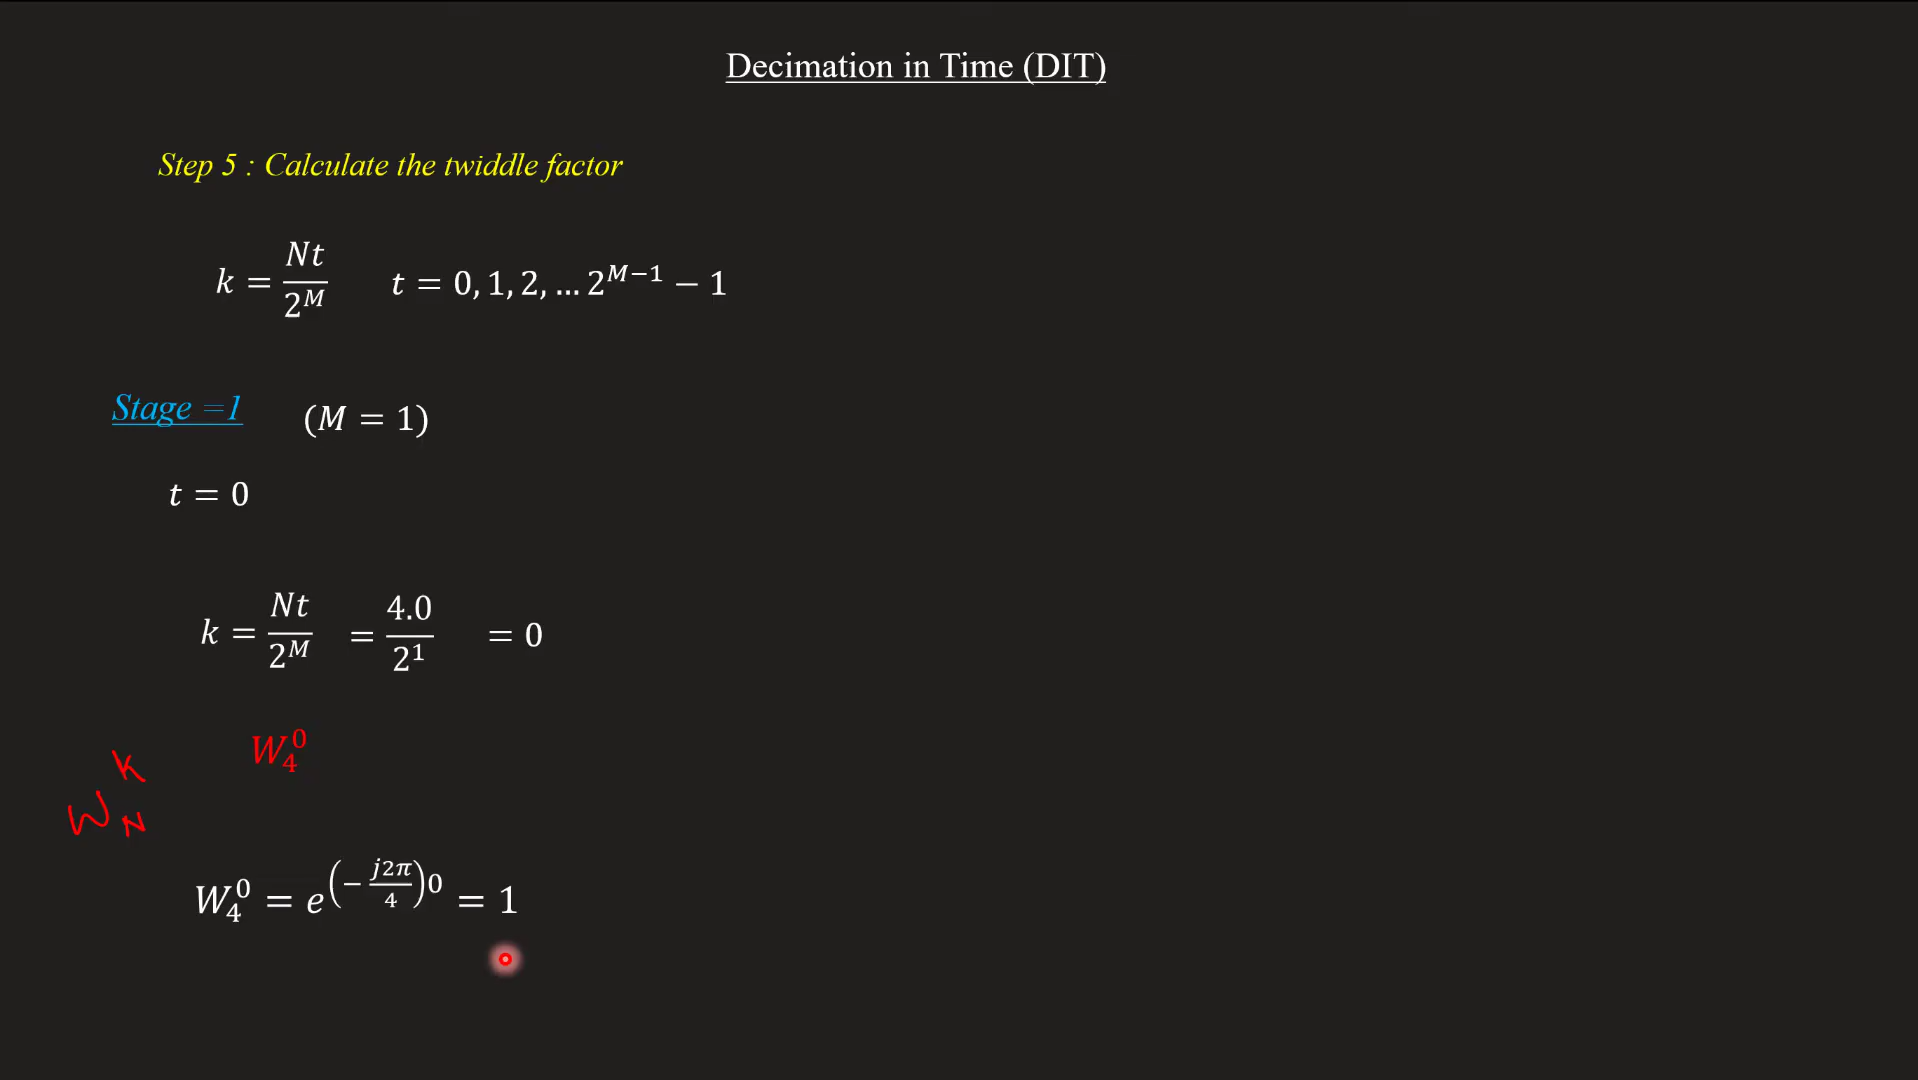 Decimation in Time (DIT)
Step 5 : Calculate the twiddle factor
k = Nt/2^M    t = 0, 1, 2, … 2^{M−1} − 1
Stage =1    (M = 1)
t = 0
k = Nt/2^M = 4.0/2^1 = 0
W_4^0
W_N^K
W_4^0 = e^{(−j2π/4)0} = 1